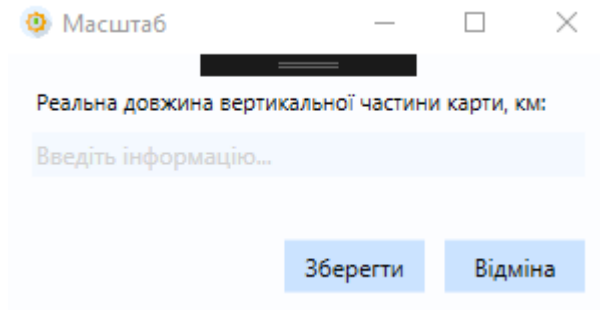 Масштаб
Реальна довжина вертикальної частини карти, км:
Введіть інформацію...
Зберегти Відміна